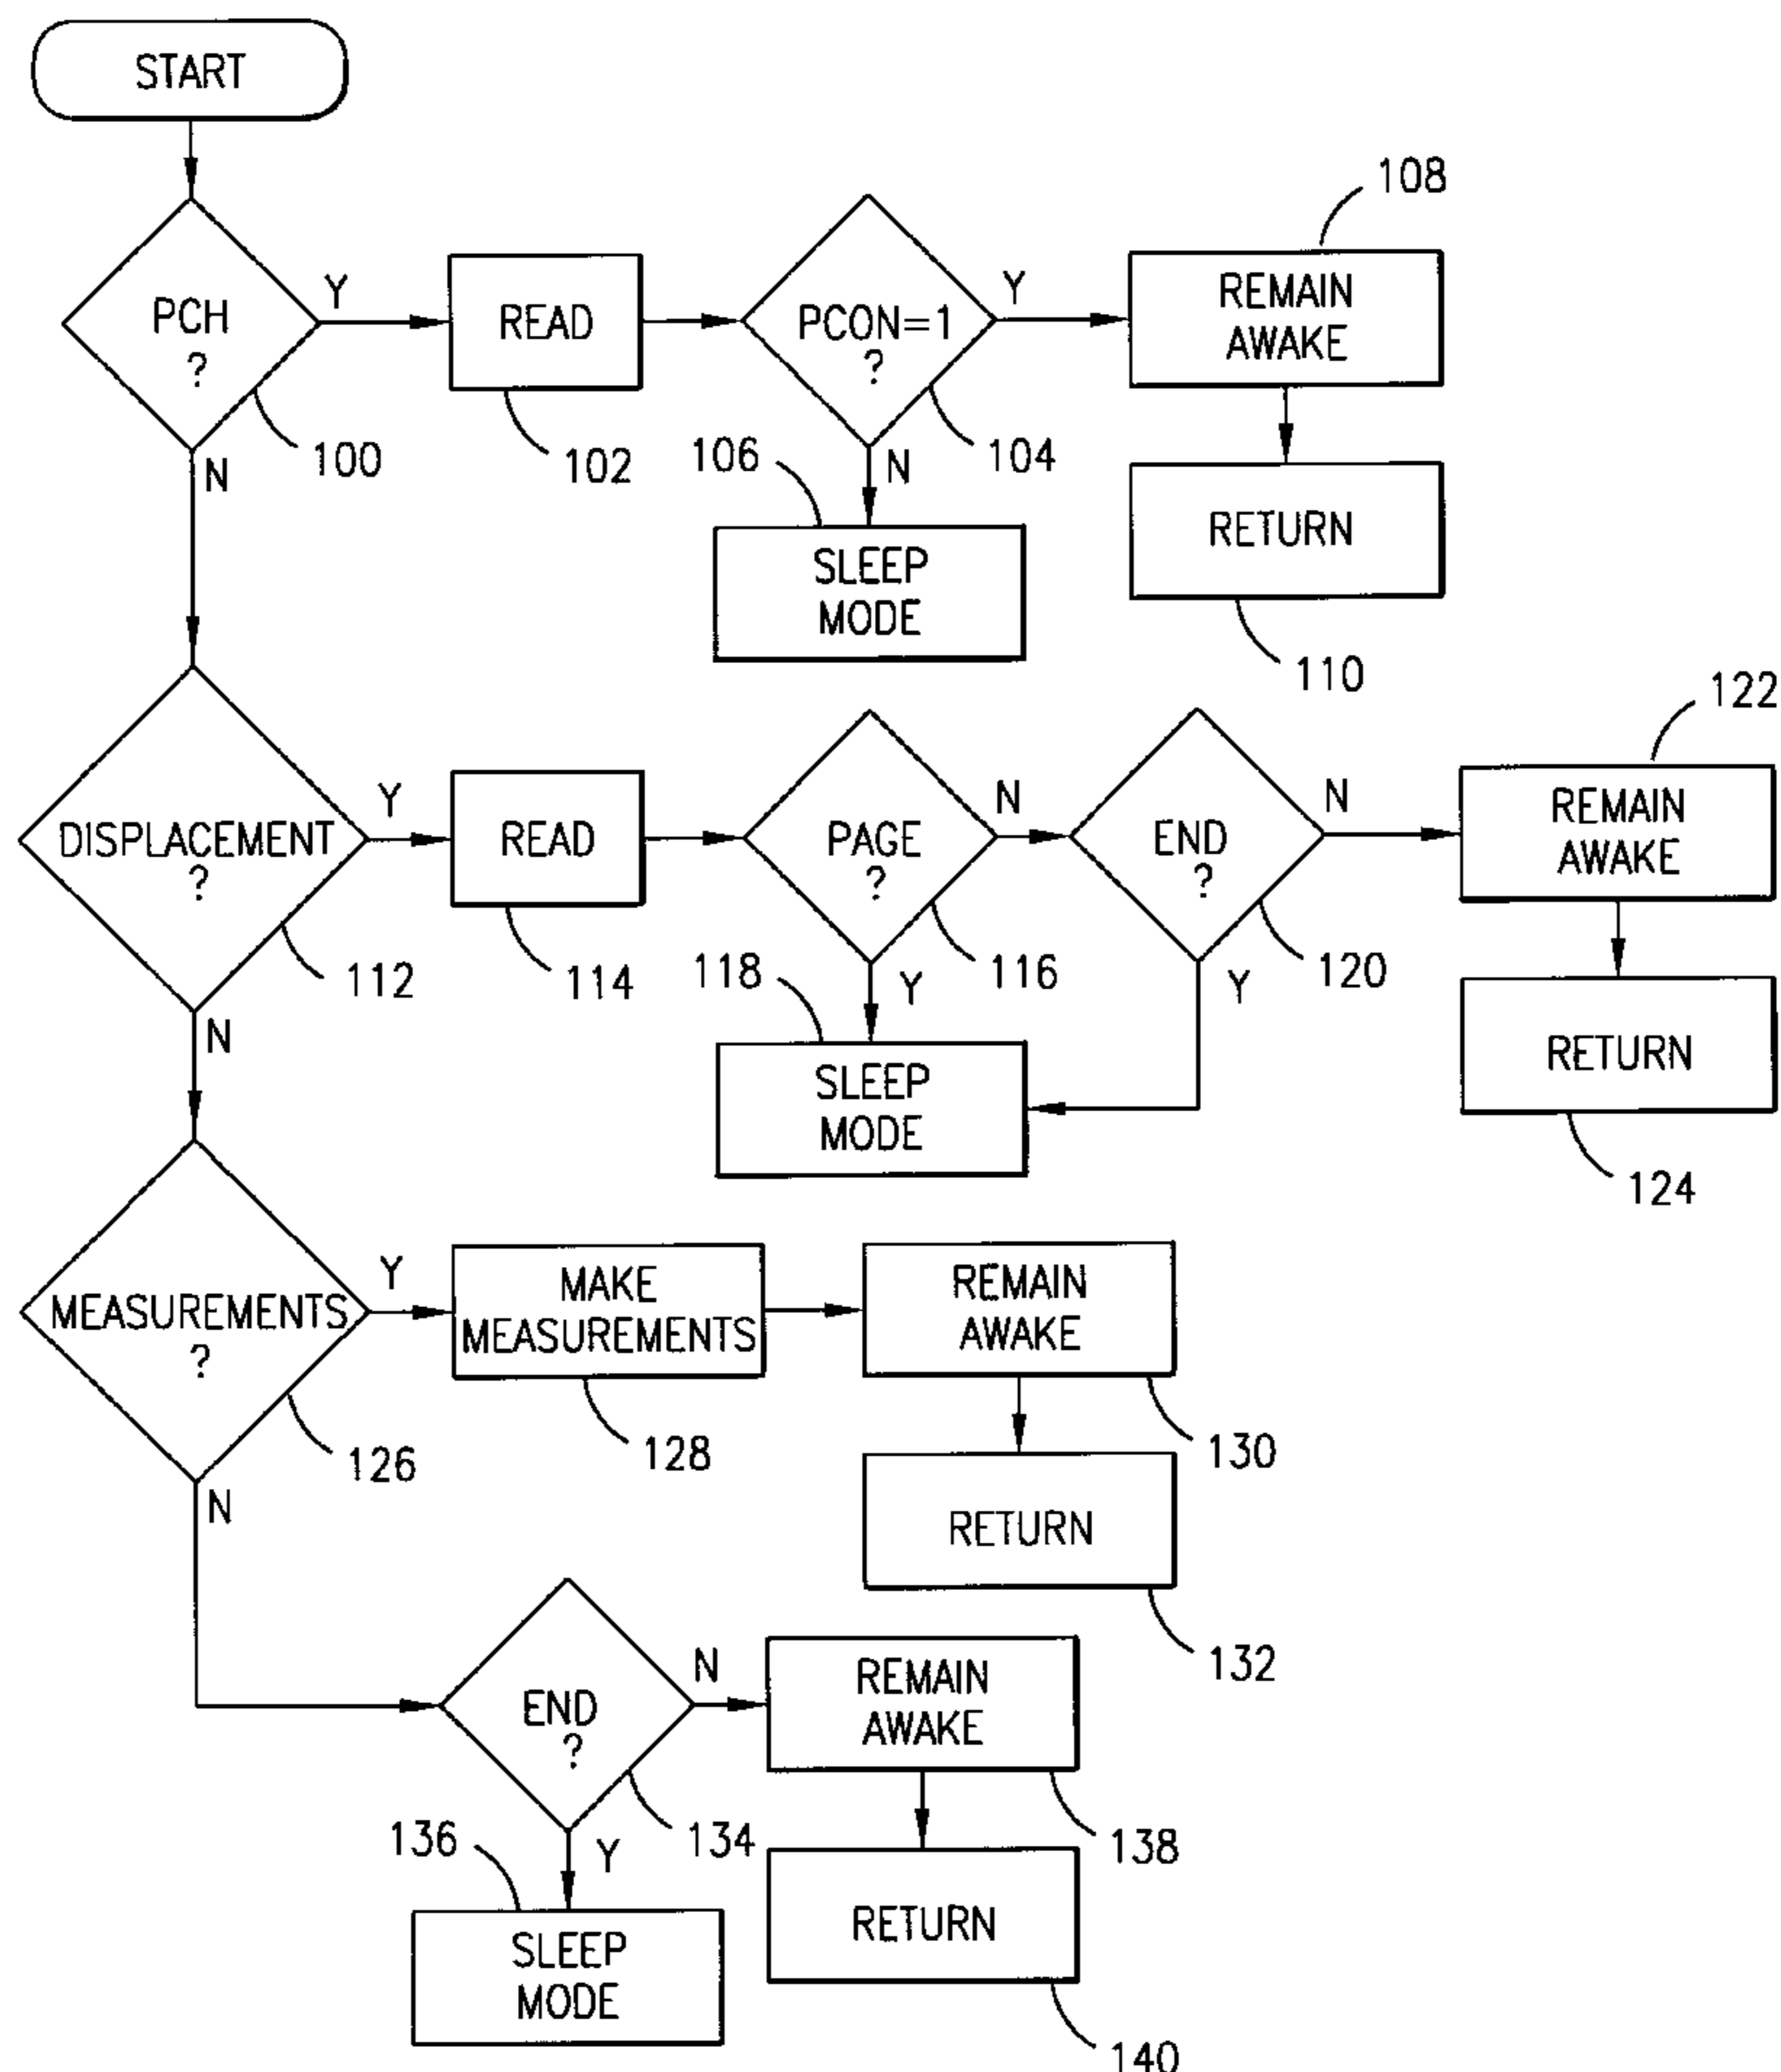 START
PCH
?
Y
N
100
READ
102
PCON=1
?
Y
N
104
106
SLEEP
MODE
108
REMAIN
AWAKE
RETURN
110
DISPLACEMENT
?
Y
N
112
READ
114
PAGE
?
N
Y
116
118
SLEEP
MODE
END
?
N
Y
120
122
REMAIN
AWAKE
RETURN
124
MEASUREMENTS
?
Y
N
126
MAKE
MEASUREMENTS
128
REMAIN
AWAKE
130
RETURN
132
END
?
N
Y
134
136
SLEEP
MODE
REMAIN
AWAKE
138
RETURN
140